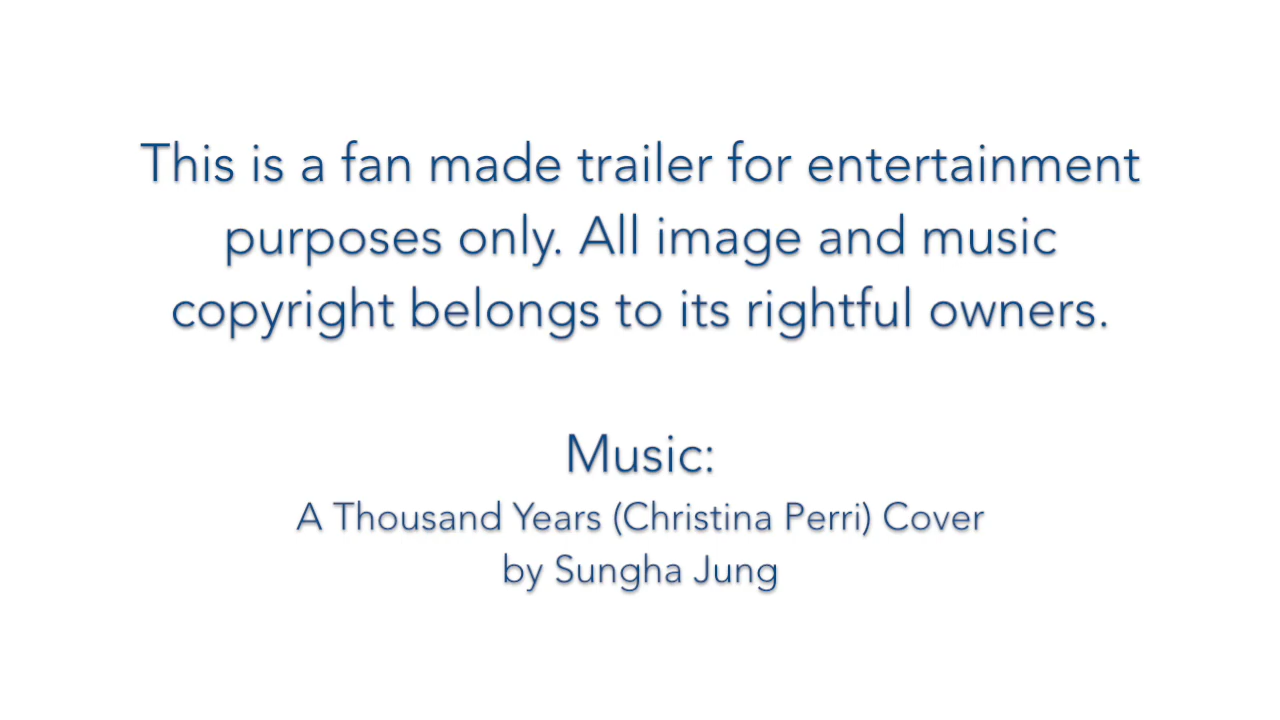 This is a fan made trailer for entertainment
purposes only. All image and music
copyright belongs to its rightful owners.
Music:
A Thousand Years (Christina Perri) Cover
by Sungha Jung